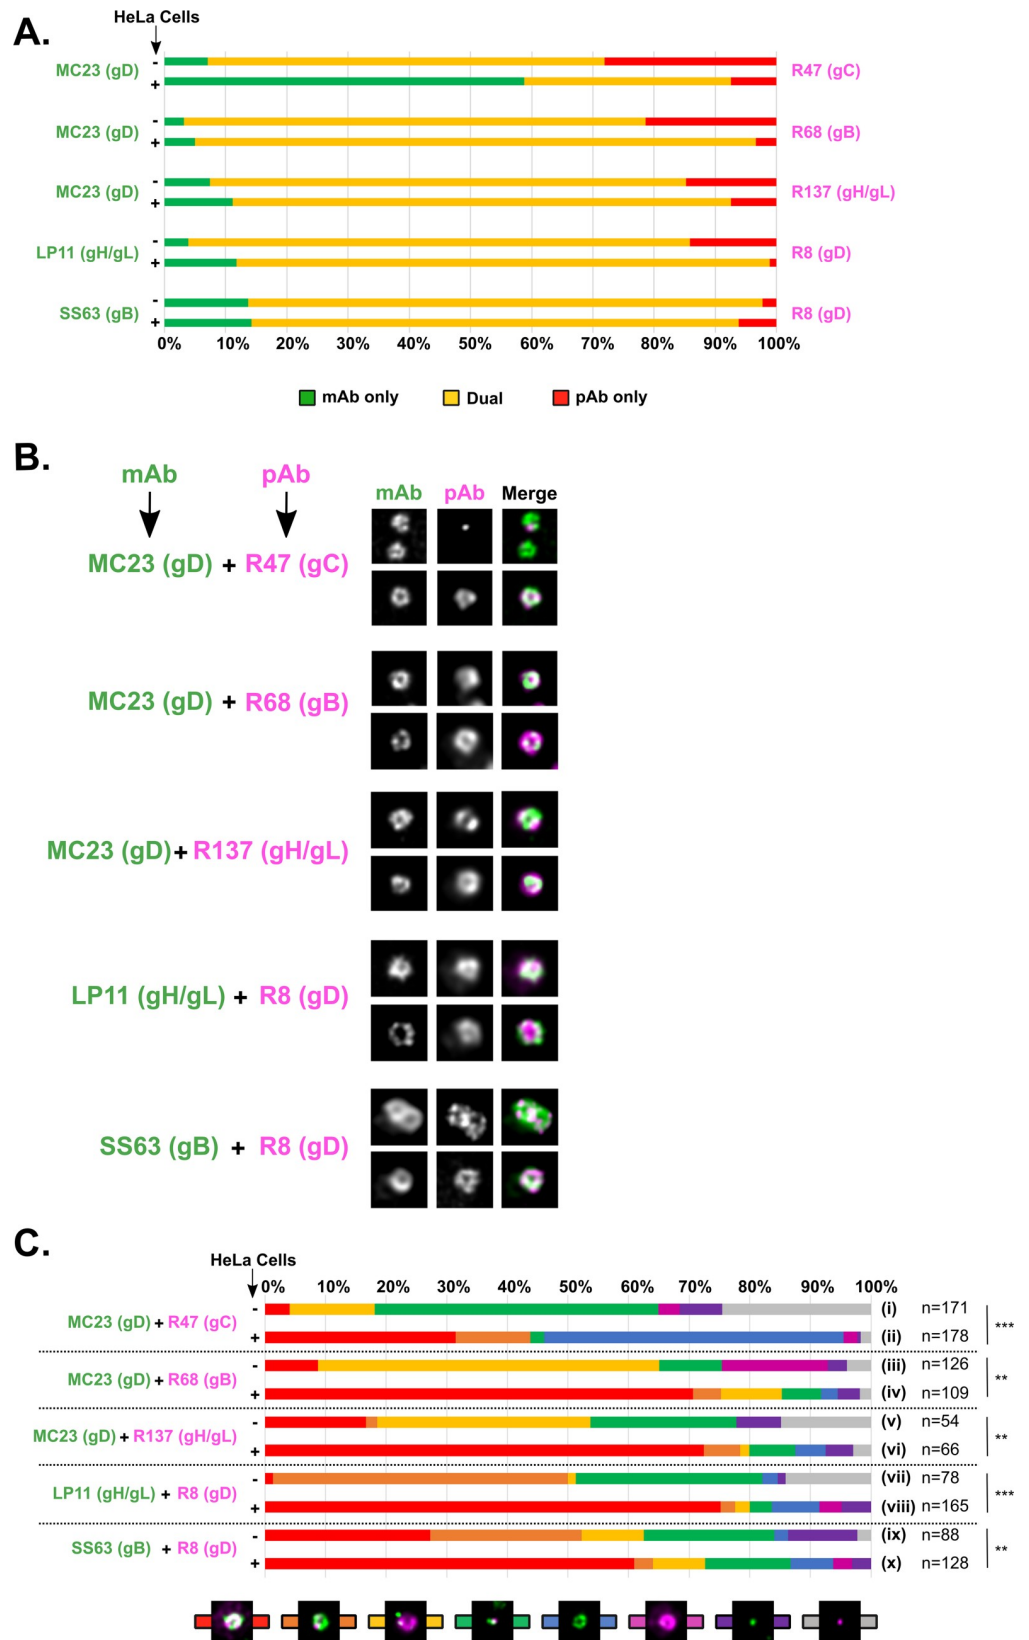 A.
HeLa Cells
MC23 (gD) - + R47 (gC)
MC23 (gD) - + R68 (gB)
MC23 (gD) - + R137 (gH/gL)
LP11 (gH/gL) - + R8 (gD)
SS63 (gB) - + R8 (gD)
0% 10% 20% 30% 40% 50% 60% 70% 80% 90% 100%
mAb only Dual pAb only
B.
mAb pAb
mAb pAb Merge
MC23 (gD) + R47 (gC)
MC23 (gD) + R68 (gB)
MC23 (gD) + R137 (gH/gL)
LP11 (gH/gL) + R8 (gD)
SS63 (gB) + R8 (gD)
C.
HeLa Cells
0% 10% 20% 30% 40% 50% 60% 70% 80% 90% 100%
- (i) n=171
MC23 (gD) + R47 (gC) ***
+ (ii) n=178
- (iii) n=126
MC23 (gD) + R68 (gB) **
+ (iv) n=109
- (v) n=54
MC23 (gD) + R137 (gH/gL) **
+ (vi) n=66
- (vii) n=78
LP11 (gH/gL) + R8 (gD) ***
+ (viii) n=165
- (ix) n=88
SS63 (gB) + R8 (gD) **
+ (x) n=128